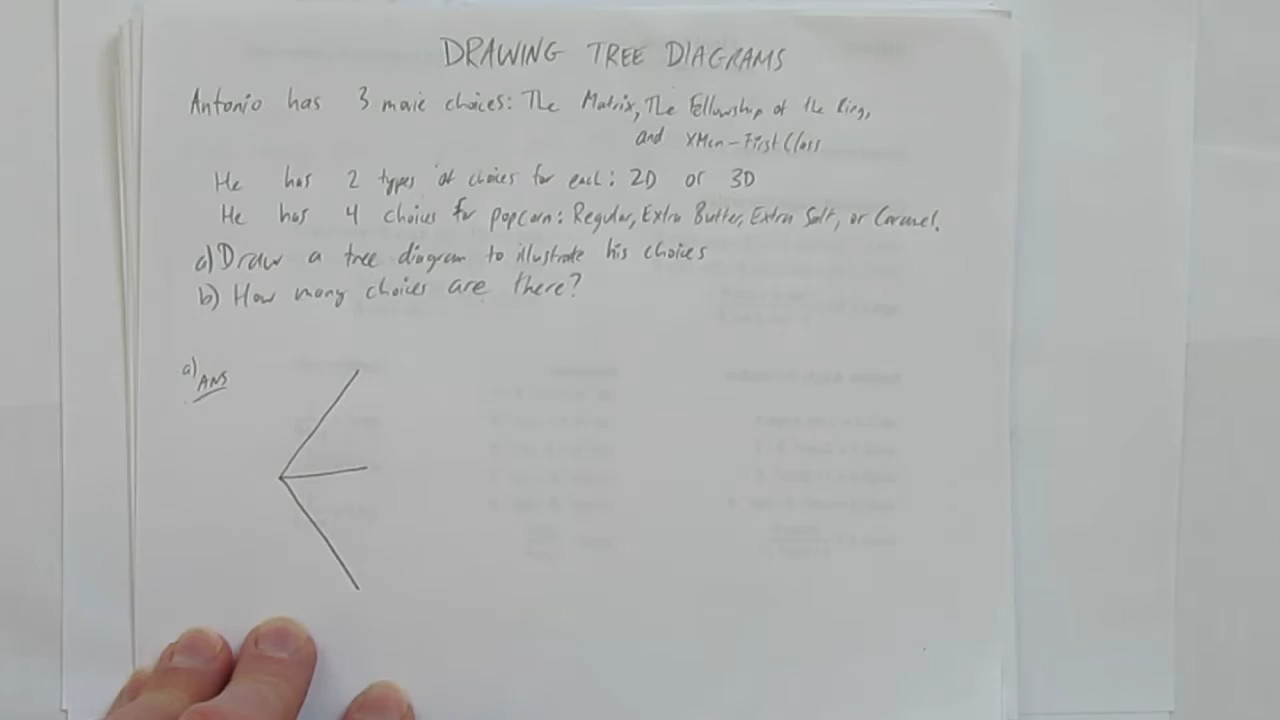 DRAWING TREE DIAGRAMS
Antonio has 3 movie choices: The Matrix, The Fellowship of the Ring,
and XMen-First Class
He has 2 types of choices for each: 2D or 3D
He has 4 choices for popcorn: Regular, Extra Butter, Extra Salt, or Caramel.
a) Draw a tree diagram to illustrate his choices
b) How many choices are there?
a) ANS